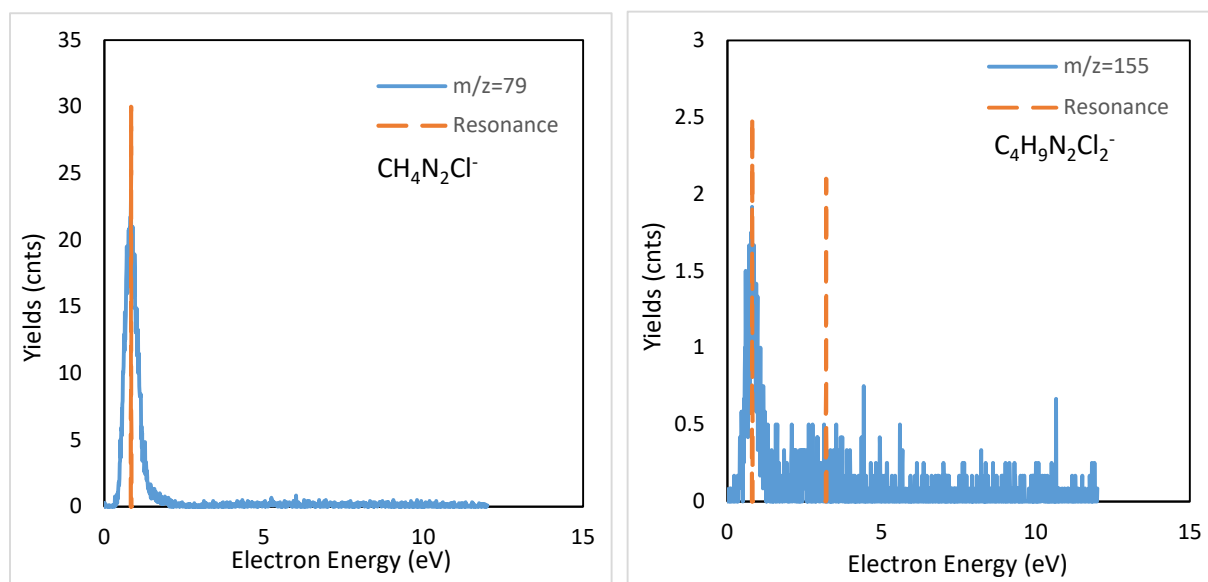 35
30
25
20
15
10
5
0
0
5
10
15
Yields (cnts)
Electron Energy (eV)
m/z=79
Resonance
CH₄N₂Cl⁻
3
2.5
2
1.5
1
0.5
0
0
5
10
15
Yields (cnts)
Electron Energy (eV)
m/z=155
Resonance
C₄H₉N₂Cl₂⁻